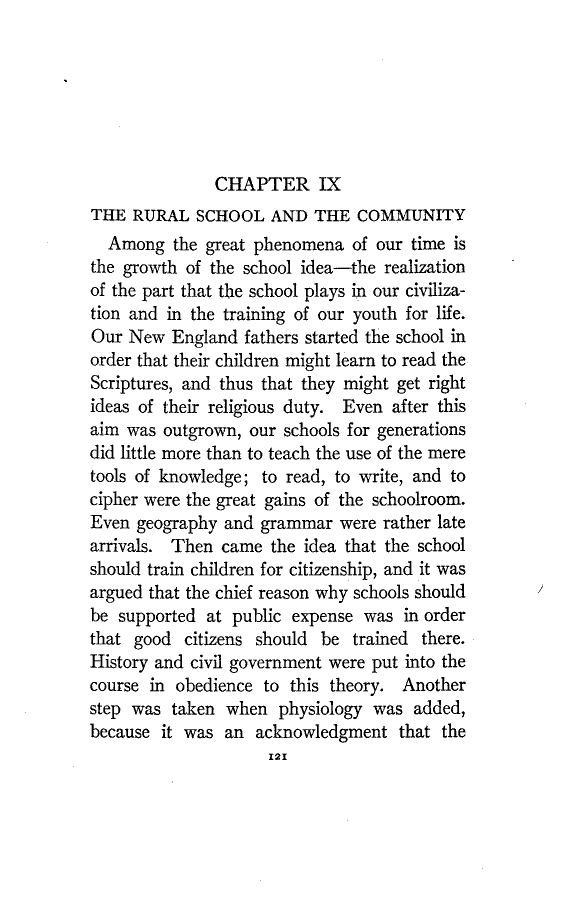 CHAPTER IX
THE RURAL SCHOOL AND THE COMMUNITY
Among the great phenomena of our time is
the growth of the school idea—the realization
of the part that the school plays in our civiliza-
tion and in the training of our youth for life.
Our New England fathers started the school in
order that their children might learn to read the
Scriptures, and thus that they might get right
ideas of their religious duty. Even after this
aim was outgrown, our schools for generations
did little more than to teach the use of the mere
tools of knowledge; to read, to write, and to
cipher were the great gains of the schoolroom.
Even geography and grammar were rather late
arrivals. Then came the idea that the school
should train children for citizenship, and it was
argued that the chief reason why schools should
be supported at public expense was in order
that good citizens should be trained there.
History and civil government were put into the
course in obedience to this theory. Another
step was taken when physiology was added,
because it was an acknowledgment that the
121